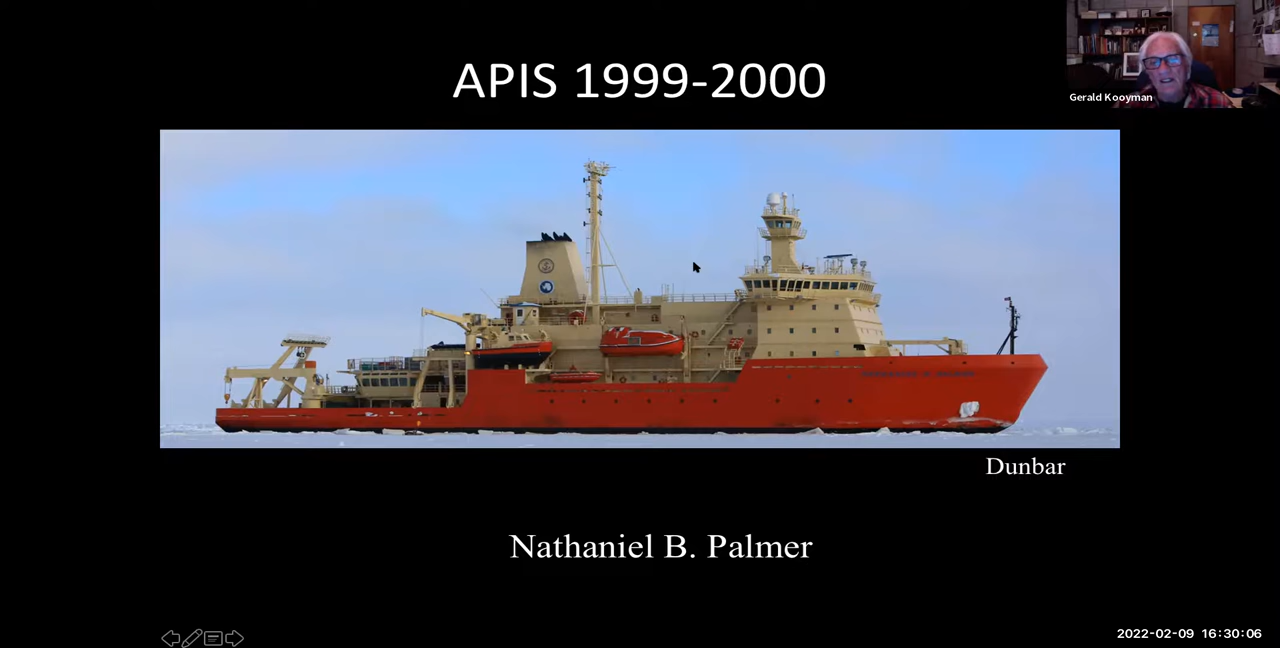 APIS 1999-2000
Gerald Kooyman
Dunbar
Nathaniel B. Palmer
2022-02-09 16:30:06